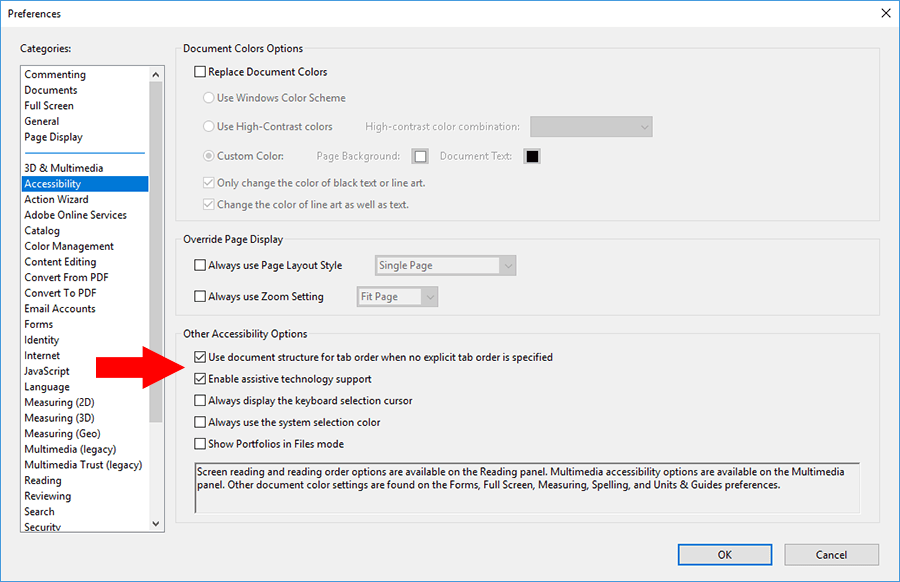 Preferences
Categories:
Commenting
Documents
Full Screen
General
Page Display
3D & Multimedia
Accessibility
Action Wizard
Adobe Online Services
Catalog
Color Management
Content Editing
Convert From PDF
Convert To PDF
Email Accounts
Forms
Identity
Internet
JavaScript
Language
Measuring (2D)
Measuring (3D)
Measuring (Geo)
Multimedia (legacy)
Multimedia Trust (legacy)
Reading
Reviewing
Search
Security
Document Colors Options
Replace Document Colors
Use Windows Color Scheme
Use High-Contrast colors High-contrast color combination:
Custom Color: Page Background: Document Text:
Only change the color of black text or line art.
Change the color of line art as well as text.
Override Page Display
Always use Page Layout Style Single Page
Always use Zoom Setting Fit Page
Other Accessibility Options
Use document structure for tab order when no explicit tab order is specified
Enable assistive technology support
Always display the keyboard selection cursor
Always use the system selection color
Show Portfolios in Files mode
Screen reading and reading order options are available on the Reading panel. Multimedia accessibility options are available on the Multimedia
panel. Other document color settings are found on the Forms, Full Screen, Measuring, Spelling, and Units & Guides preferences.
OK Cancel